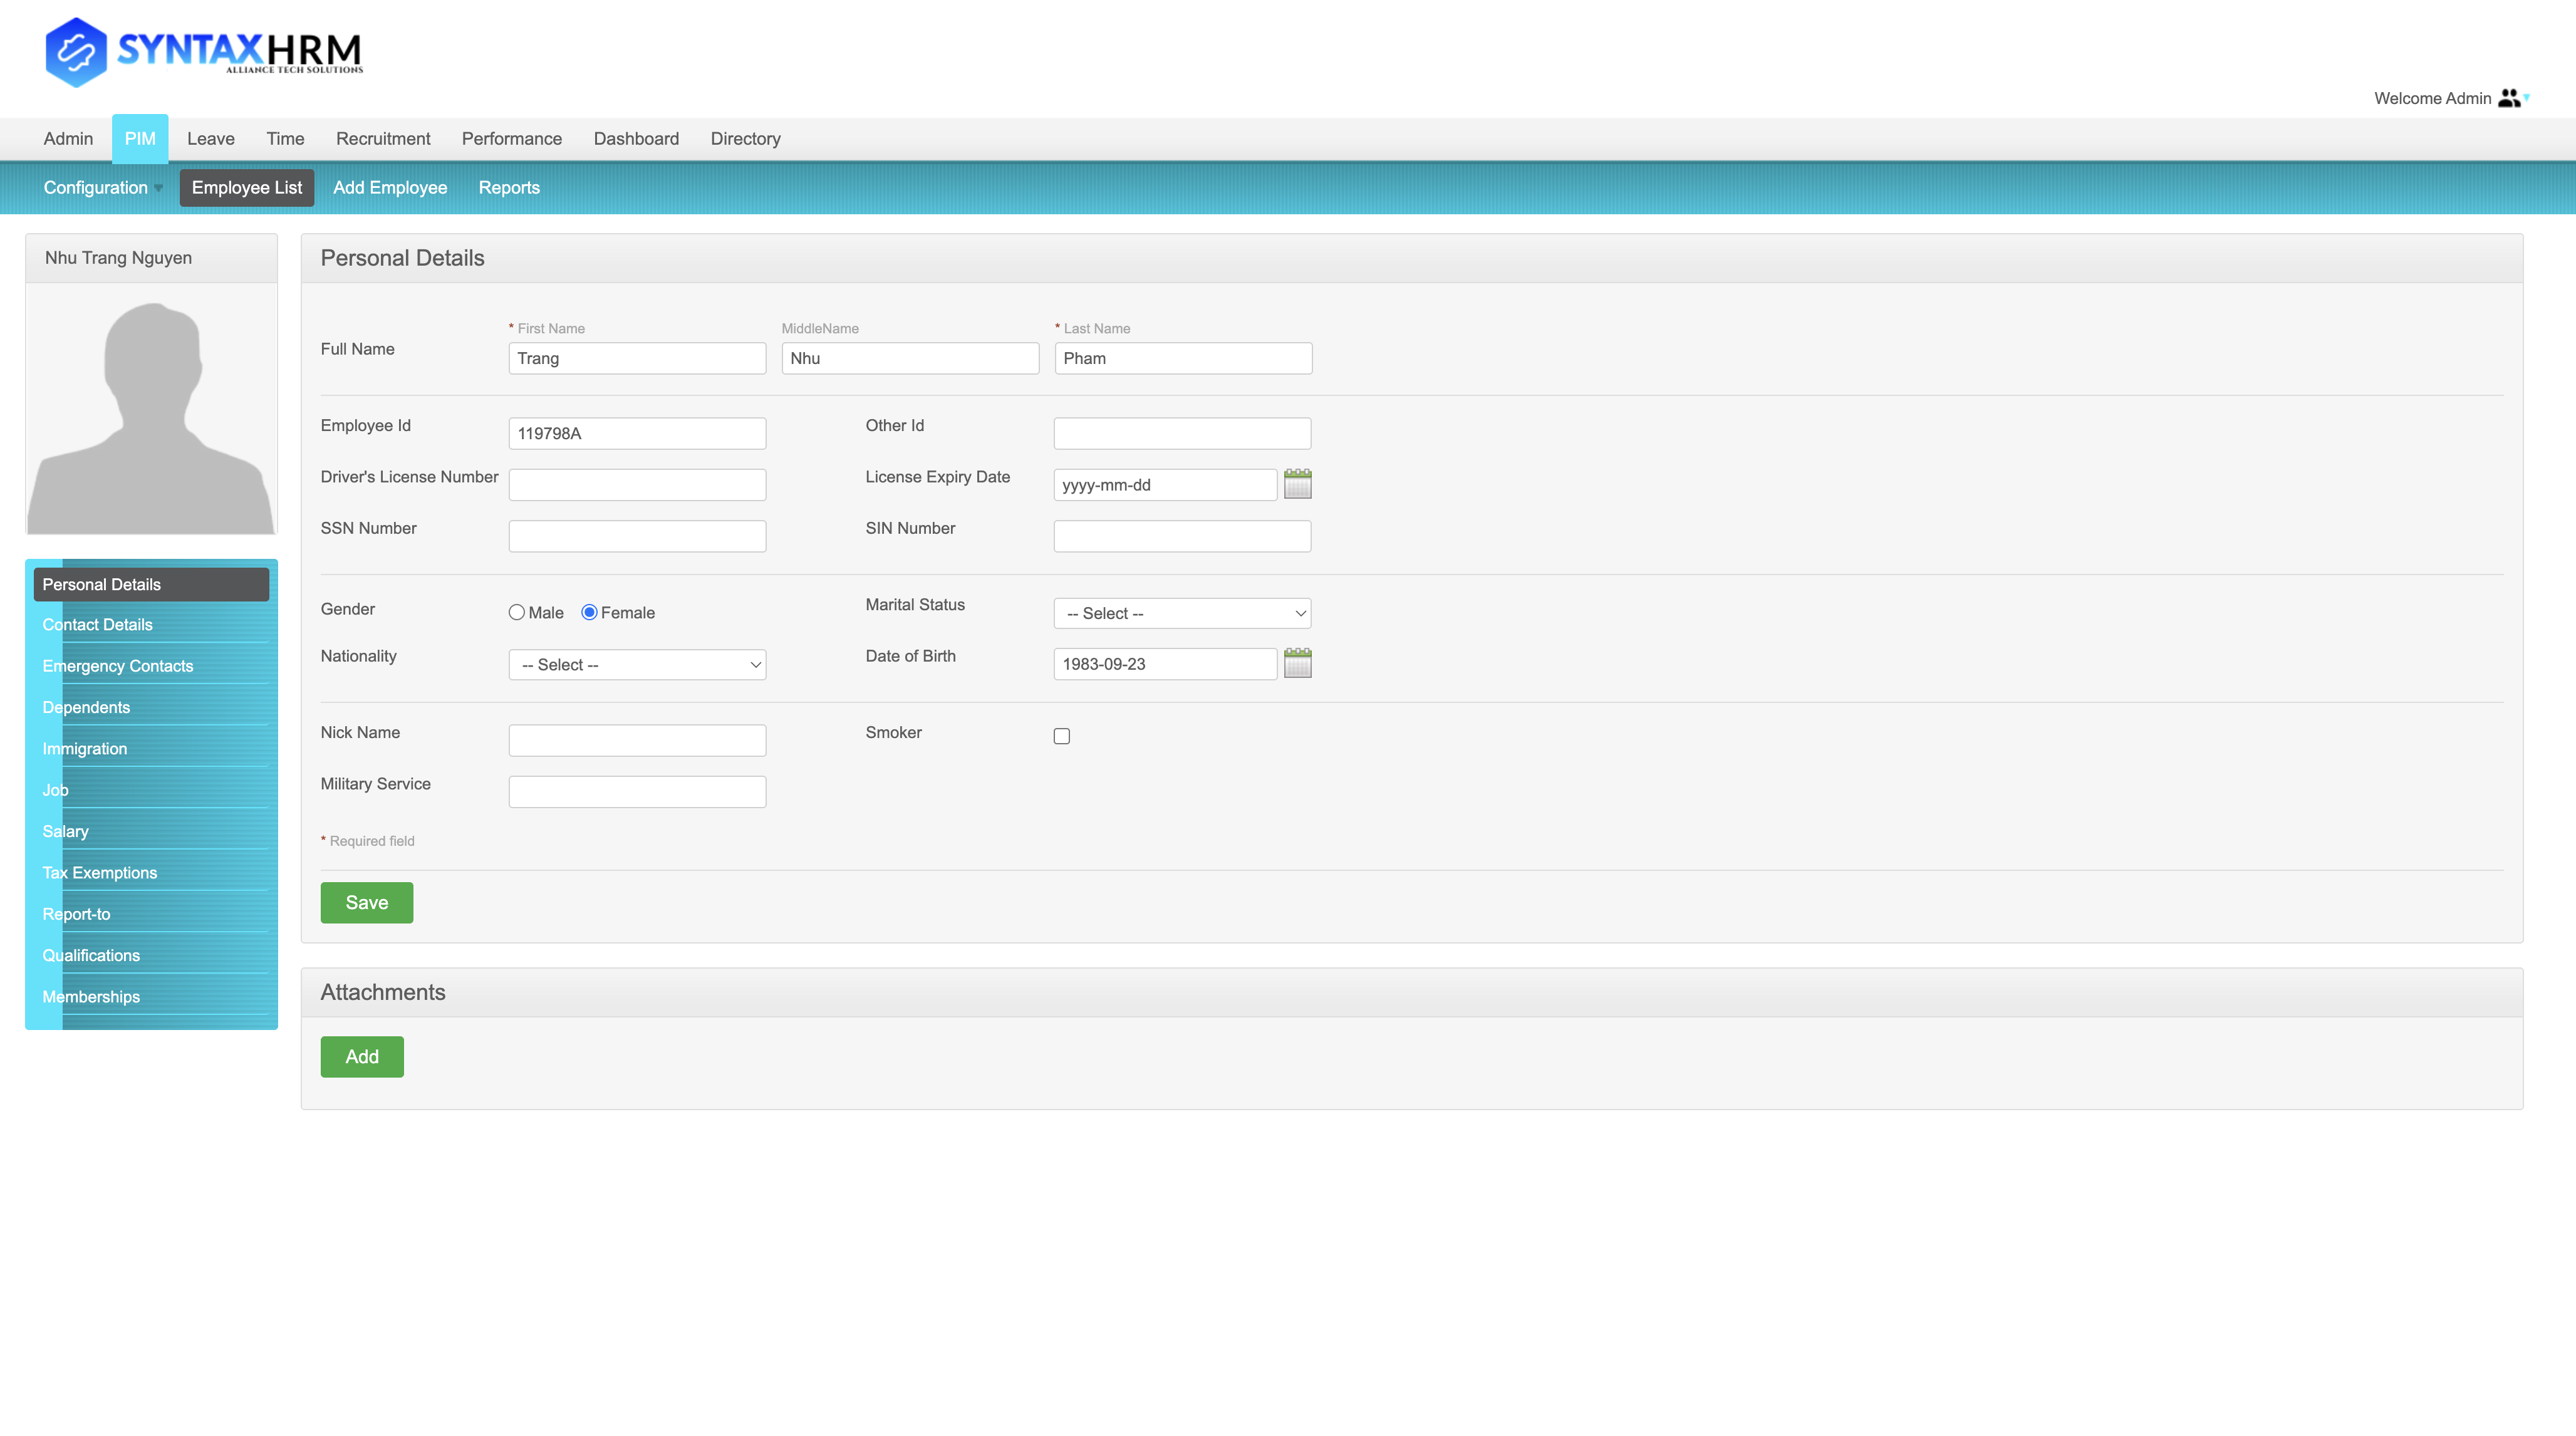 SYNTAXHRM
ALLIANCE TECH SOLUTIONS
Welcome Admin
Admin PIM Leave Time Recruitment Performance Dashboard Directory
Configuration Employee List Add Employee Reports
Nhu Trang Nguyen
Personal Details
Contact Details
Emergency Contacts
Dependents
Immigration
Job
Salary
Tax Exemptions
Report-to
Qualifications
Memberships
Personal Details
* First Name MiddleName * Last Name
Full Name Trang Nhu Pham
Employee Id 119798A Other Id
Driver's License Number License Expiry Date yyyy-mm-dd
SSN Number SIN Number
Gender Male Female Marital Status -- Select --
Nationality -- Select -- Date of Birth 1983-09-23
Nick Name Smoker
Military Service
* Required field
Save
Attachments
Add